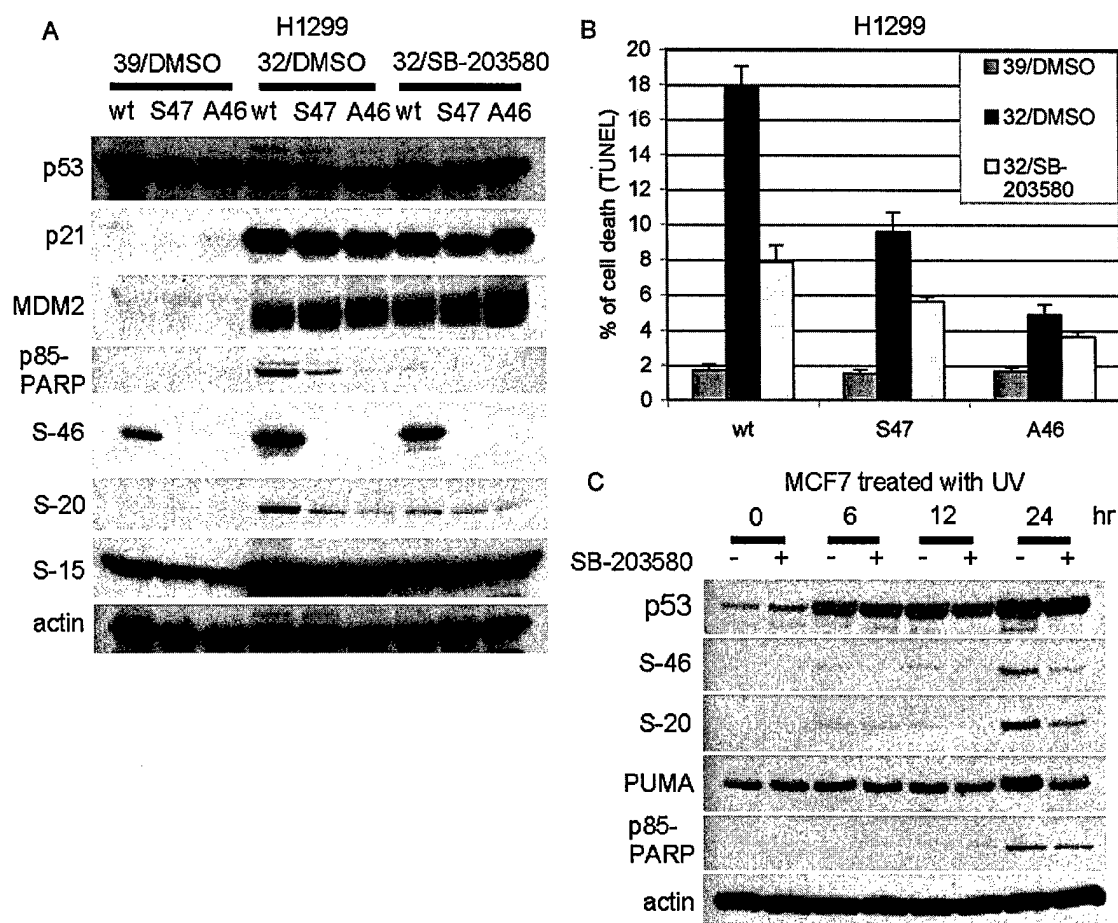 A
H1299
39/DMSO 32/DMSO 32/SB-203580
wt S47 A46 wt S47 A46 wt S47 A46
p53
p21
MDM2
p85-
PARP
S-46
S-20
S-15
actin
B
H1299
% of cell death (TUNEL)
20
18
16
14
12
10
8
6
4
2
0
wt S47 A46
39/DMSO
32/DMSO
32/SB-
203580
C
MCF7 treated with UV
0 6 12 24 hr
SB-203580 - + - + - + - +
p53
S-46
S-20
PUMA
p85-
PARP
actin